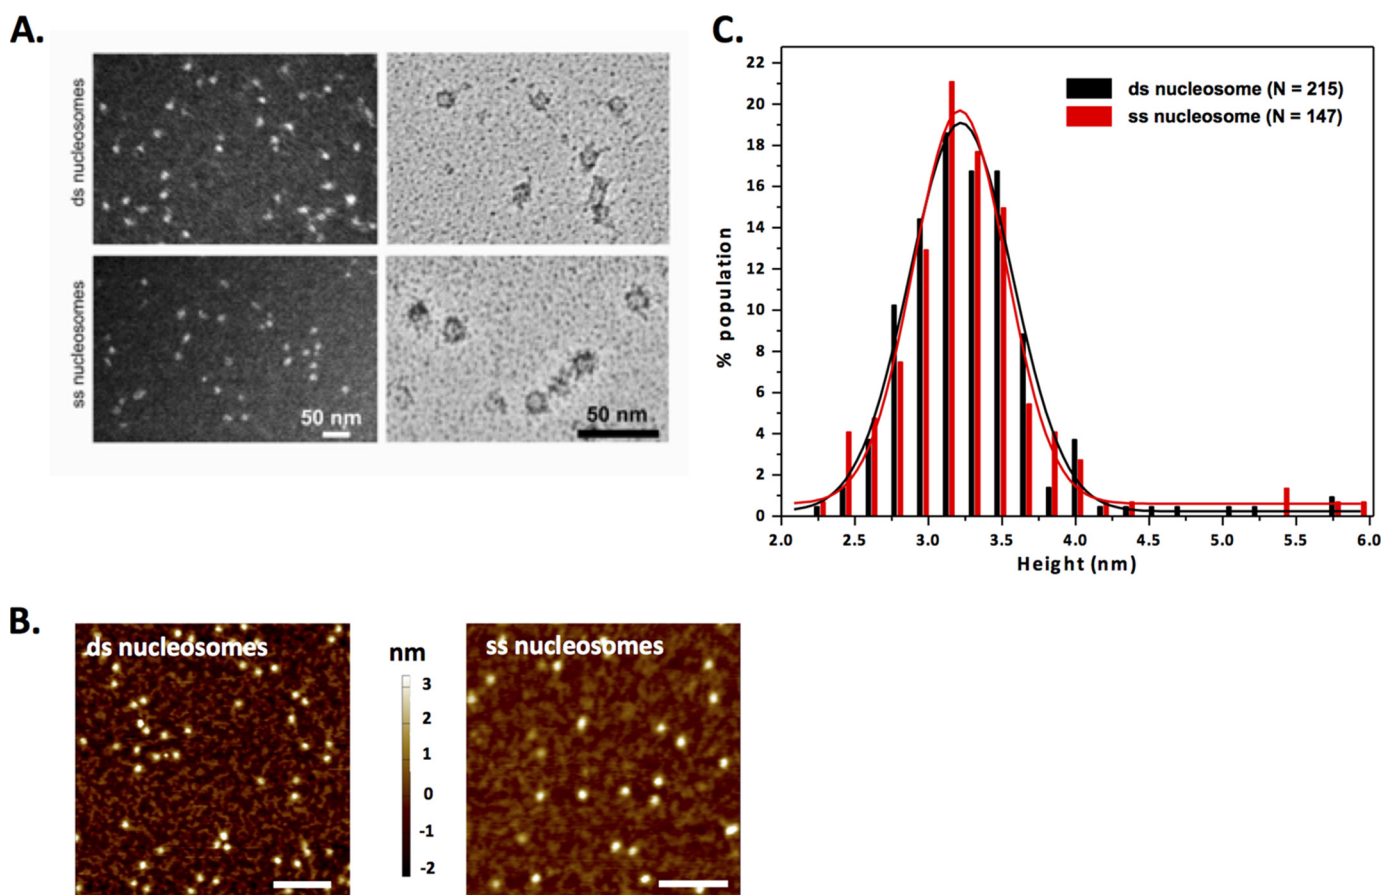 A.
ds nucleosomes
ss nucleosomes
50 nm
50 nm
C.
ds nucleosome (N = 215)
ss nucleosome (N = 147)
% population
22
20
18
16
14
12
10
8
6
4
2
0
2.0 2.5 3.0 3.5 4.0 4.5 5.0 5.5 6.0
Height (nm)
B.
ds nucleosomes
nm
3
2
1
0
-1
-2
ss nucleosomes